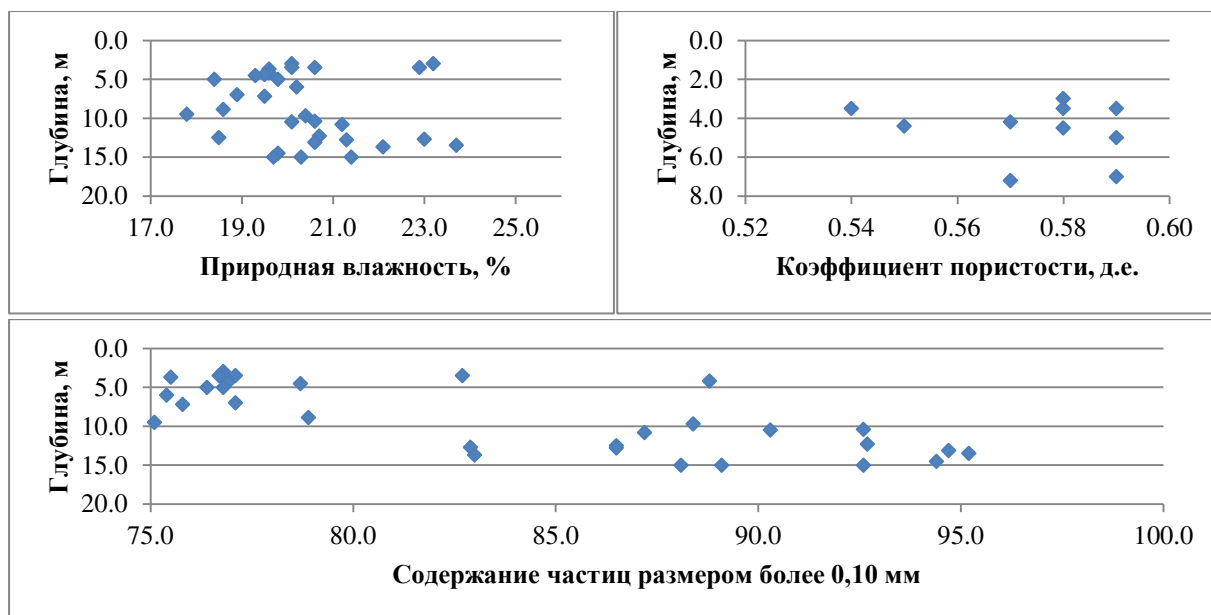 0.0
5.0
10.0
15.0
20.0
Глубина, м
17.0 19.0 21.0 23.0 25.0
Природная влажность, %
0.0
2.0
4.0
6.0
8.0
Глубина, м
0.52 0.54 0.56 0.58 0.60
Коэффициент пористости, д.е.
0.0
5.0
10.0
15.0
20.0
Глубина, м
75.0 80.0 85.0 90.0 95.0 100.0
Содержание частиц размером более 0,10 мм